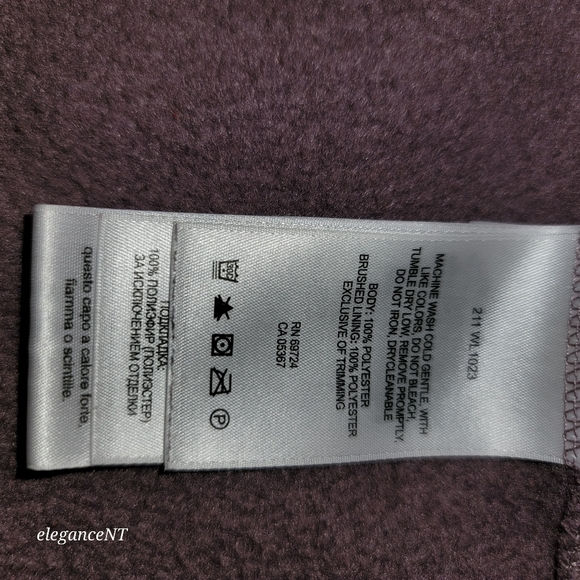 211 WL1023
MACHINE WASH COLD GENTLE, WITH
LIKE COLORS, DO NOT BLEACH,
TUMBLE DRY LOW, REMOVE PROMPTLY,
DO NOT IRON, DRYCLEANABLE
BODY: 100% POLYESTER
BRUSHED LINING: 100% POLYESTER
EXCLUSIVE OF TRIMMING
RN 69724
CA 05367
30C
P
ПОДКЛАДКА:
100% ПОЛИЭФИР (ПОЛИЭСТЕР)
ЗА ИСКЛЮЧЕНИЕМ ОТДЕЛКИ
questo capo a calore forte,
fiamma o scintille.
eleganceNT